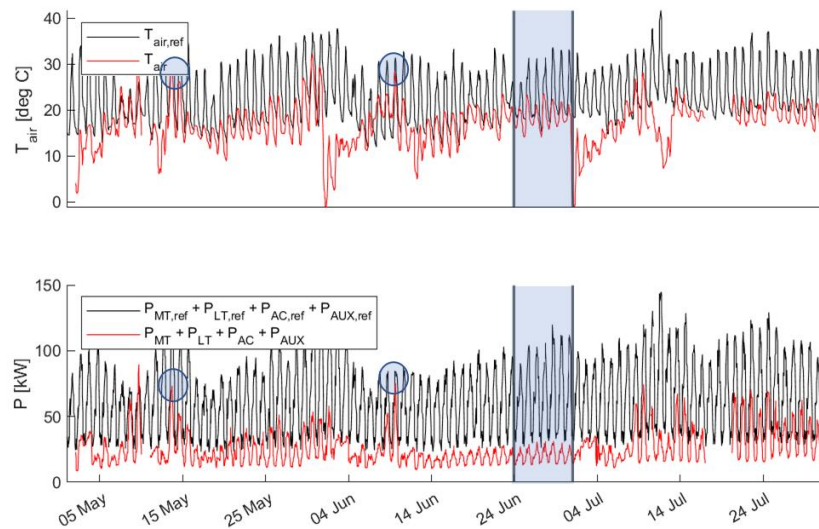 40
30
20
10
0
T_air [deg C]
T_air,ref
T_air
150
100
50
0
P [kW]
P_MT,ref + P_LT,ref + P_AC,ref + P_AUX,ref
P_MT + P_LT + P_AC + P_AUX
05 May 15 May 25 May 04 Jun 14 Jun 24 Jun 04 Jul 14 Jul 24 Jul